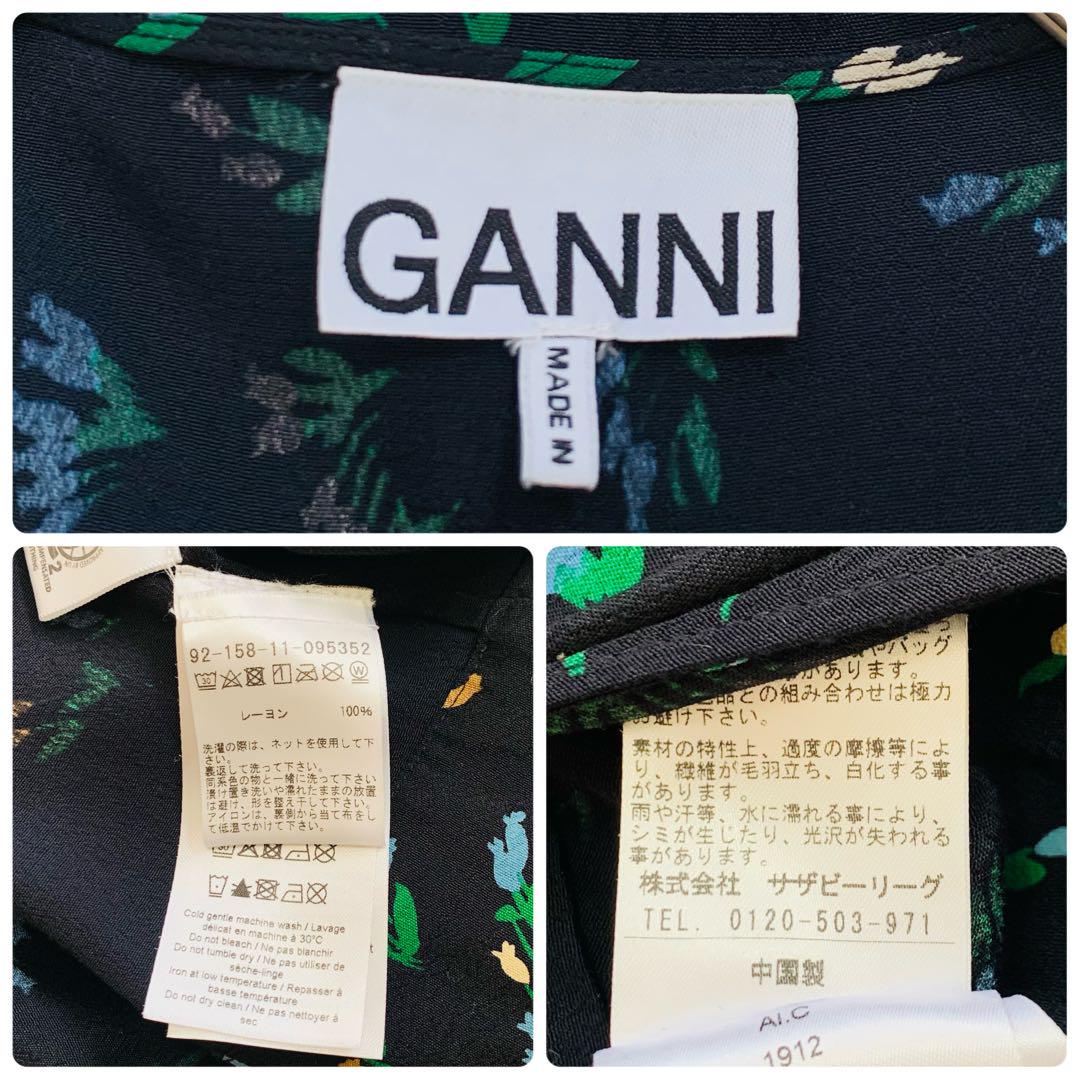 GANNI
MADE IN
92-158-11-095352
レーヨン 100%
洗濯の際は、ネットを使用して下
さい。
裏返して洗って下さい。
同系色の物と一緒に洗って下さい
漬け置き洗いや濡れたままの放置
は避け、形を整え干して下さい。
アイロンは、裏側から当て布をし
て低温でかけて下さい。
Cold gentle machine wash / Lavage
délicat en machine à 30°C
Do not bleach / Ne pas blanchir
Do not tumble dry / Ne pas utiliser de
sèche-linge
Iron at low temperature / Repasser à
basse température
Do not dry clean / Ne pas nettoyer à
sec
やバッグ
があります。
との組み合わせは極力
お避け下さい。
素材の特性上、過度の摩擦等によ
り、繊維が毛羽立ち、白化する事
があります。
雨や汗等、水に濡れる事により、
シミが生じたり、光沢が失われる
事があります。
株式会社 サザビーリーグ
TEL. 0120-503-971
中国製
AI.C
1912